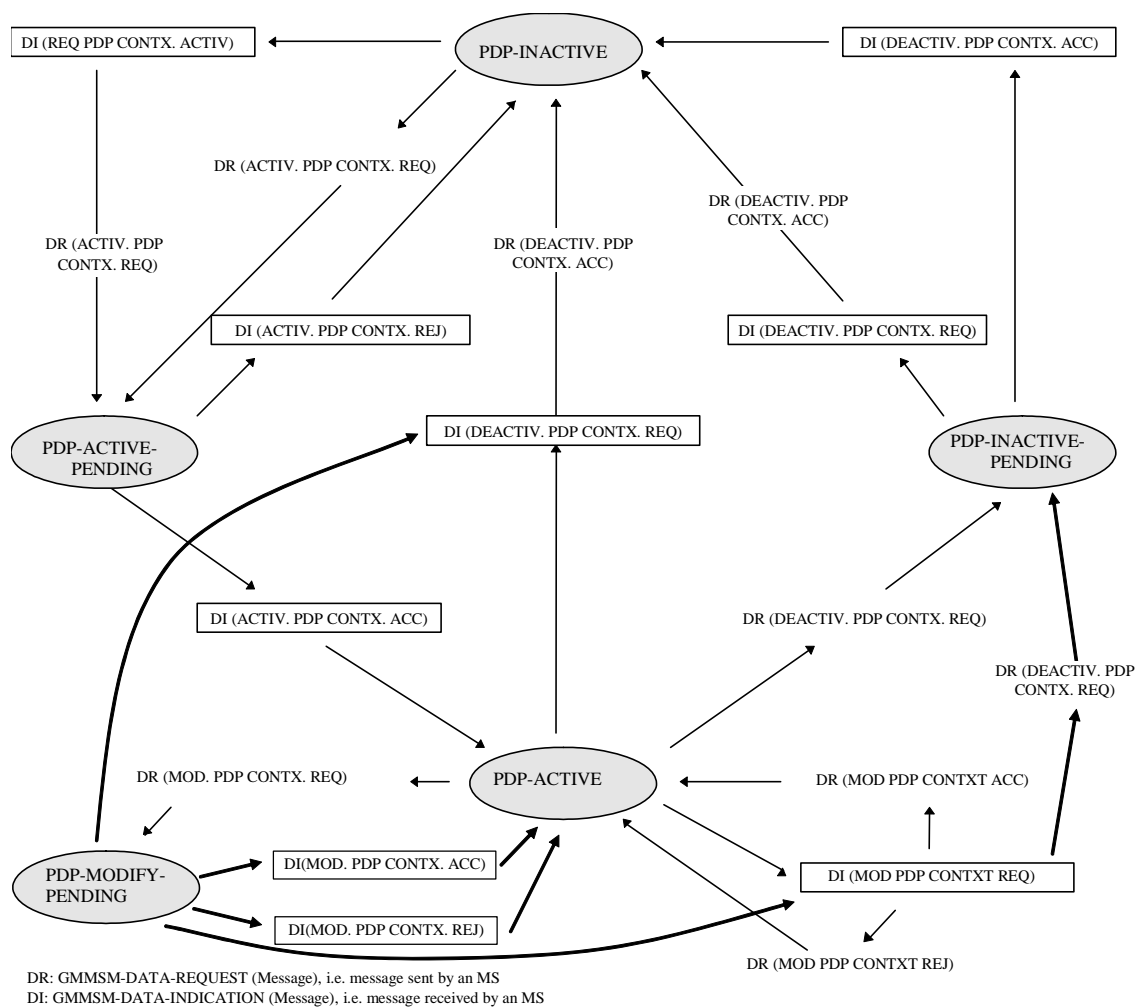 DI (REQ PDP CONTX. ACTIV)
PDP-INACTIVE
DI (DEACTIV. PDP CONTX. ACC)
DR (ACTIV. PDP CONTX. REQ)
DR (DEACTIV. PDP
CONTX. ACC)
DR (ACTIV. PDP
CONTX. REQ)
DR (DEACTIV. PDP
CONTX. ACC)
DI (ACTIV. PDP CONTX. REJ)
DI (DEACTIV. PDP CONTX. REQ)
PDP-ACTIVE-
PENDING
DI (DEACTIV. PDP CONTX. REQ)
PDP-INACTIVE-
PENDING
DI (ACTIV. PDP CONTX. ACC)
DR (DEACTIV. PDP CONTX. REQ)
DR (DEACTIV. PDP
CONTX. REQ)
DR (MOD. PDP CONTX. REQ)
PDP-ACTIVE
DR (MOD PDP CONTXT ACC)
PDP-MODIFY-
PENDING
DI(MOD. PDP CONTX. ACC)
DI (MOD PDP CONTXT REQ)
DI(MOD. PDP CONTX. REJ)
DR (MOD PDP CONTXT REJ)
DR: GMMSM-DATA-REQUEST (Message), i.e. message sent by an MS
DI: GMMSM-DATA-INDICATION (Message), i.e. message received by an MS